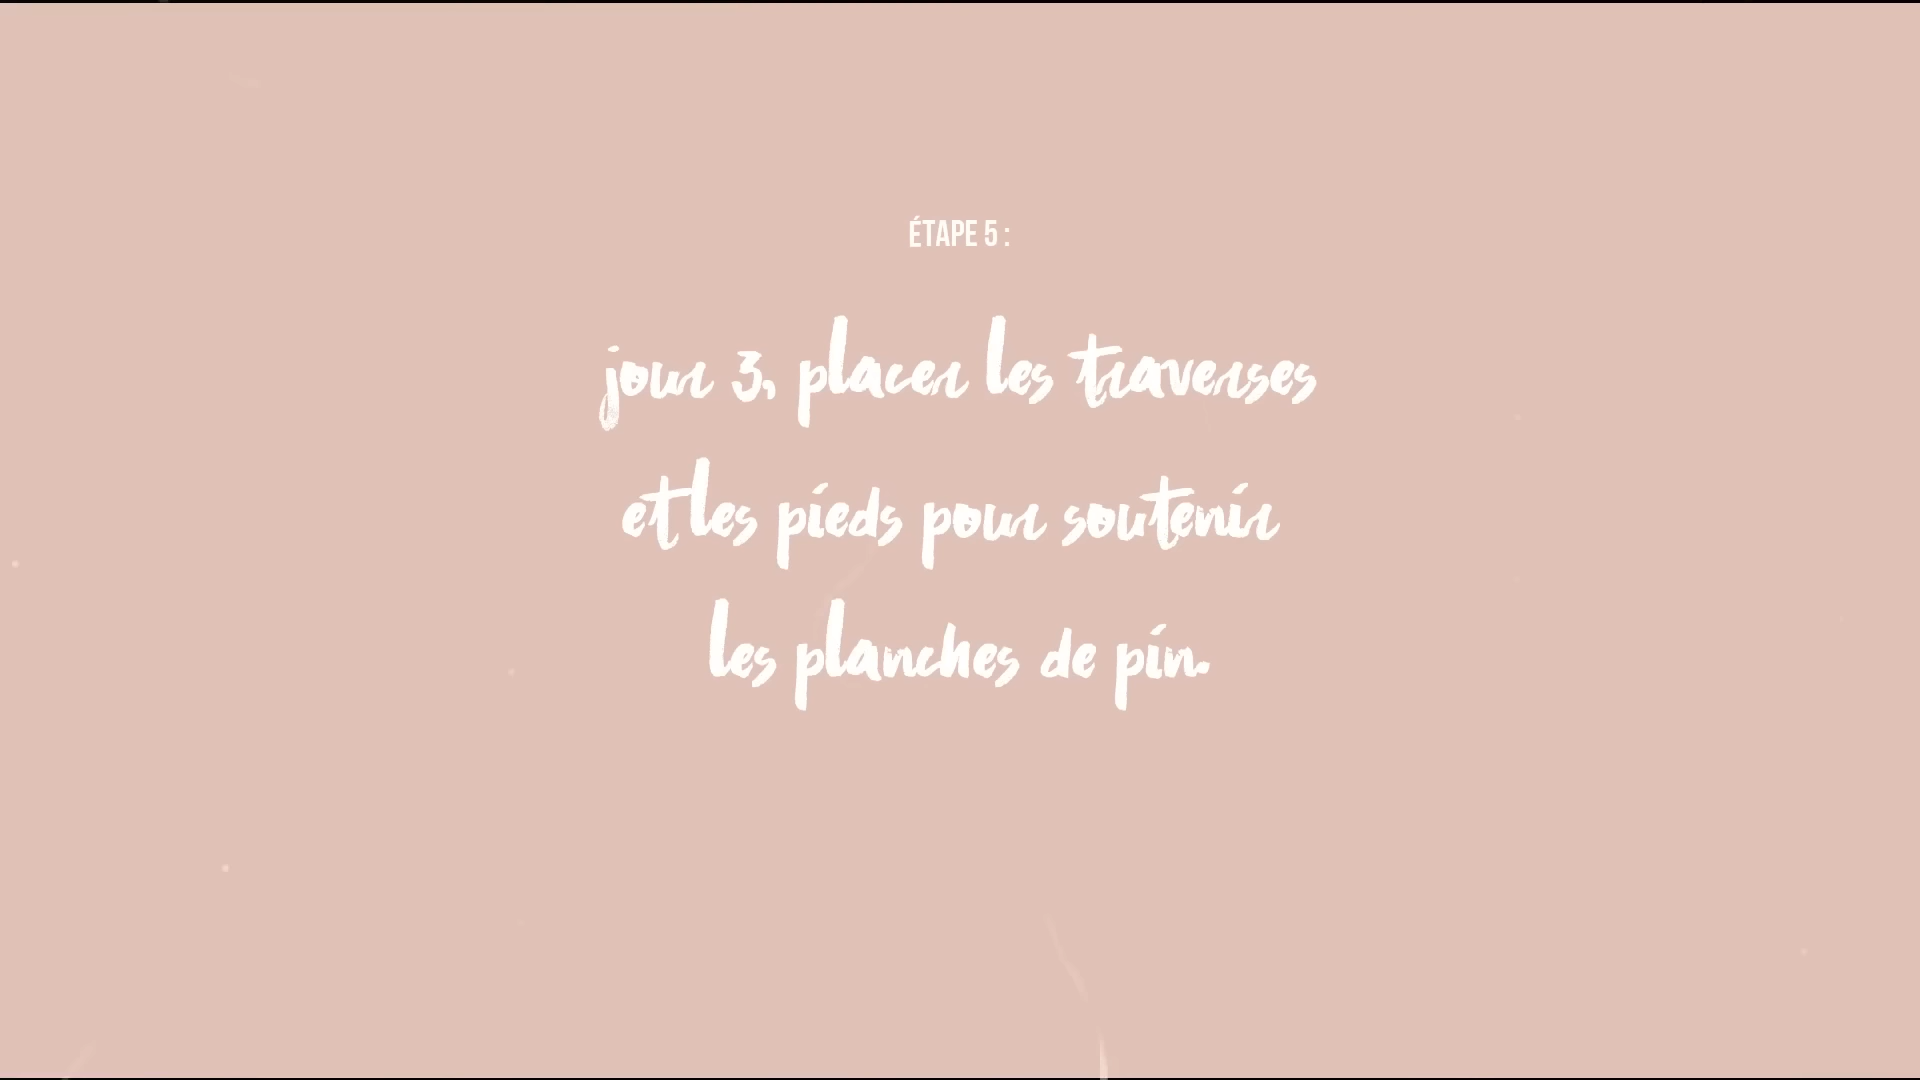 ÉTAPE 5 :
jour 3, placer les traverses
et les pieds pour soutenir
les planches de pin.